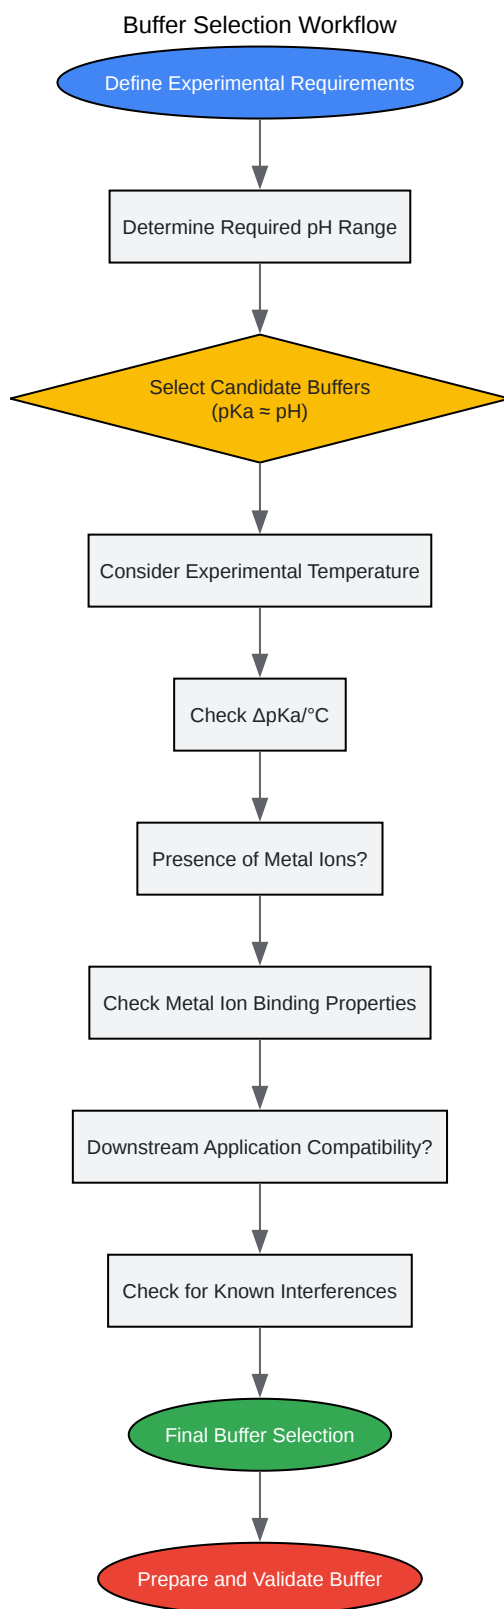 Buffer Selection Workflow
Define Experimental Requirements
Determine Required pH Range
Select Candidate Buffers
(pKa ≈ pH)
Consider Experimental Temperature
Check ΔpKa/°C
Presence of Metal Ions?
Check Metal Ion Binding Properties
Downstream Application Compatibility?
Check for Known Interferences
Final Buffer Selection
Prepare and Validate Buffer